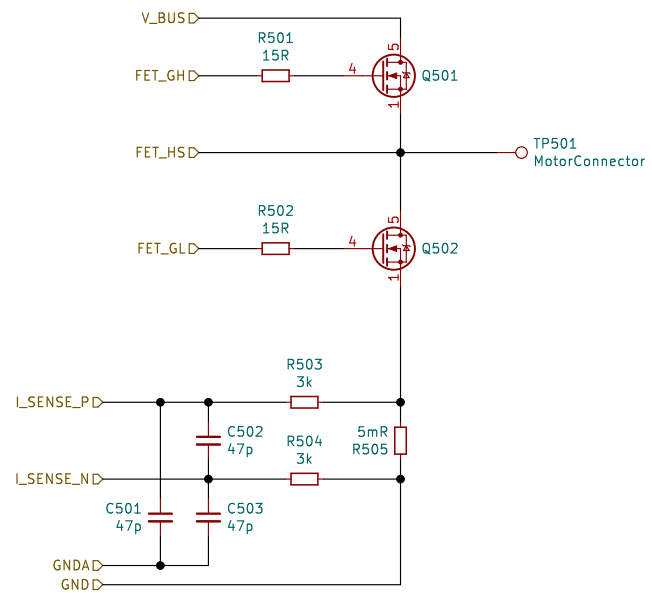 V_BUS
R501
15R
5
FET_GH
4
Q501
1
FET_HS
TP501
MotorConnector
R502
15R
5
FET_GL
4
Q502
1
R503
3k
I_SENSE_P
C502
47p
R504
3k
5mR
R505
I_SENSE_N
C501
47p
C503
47p
GNDA
GND